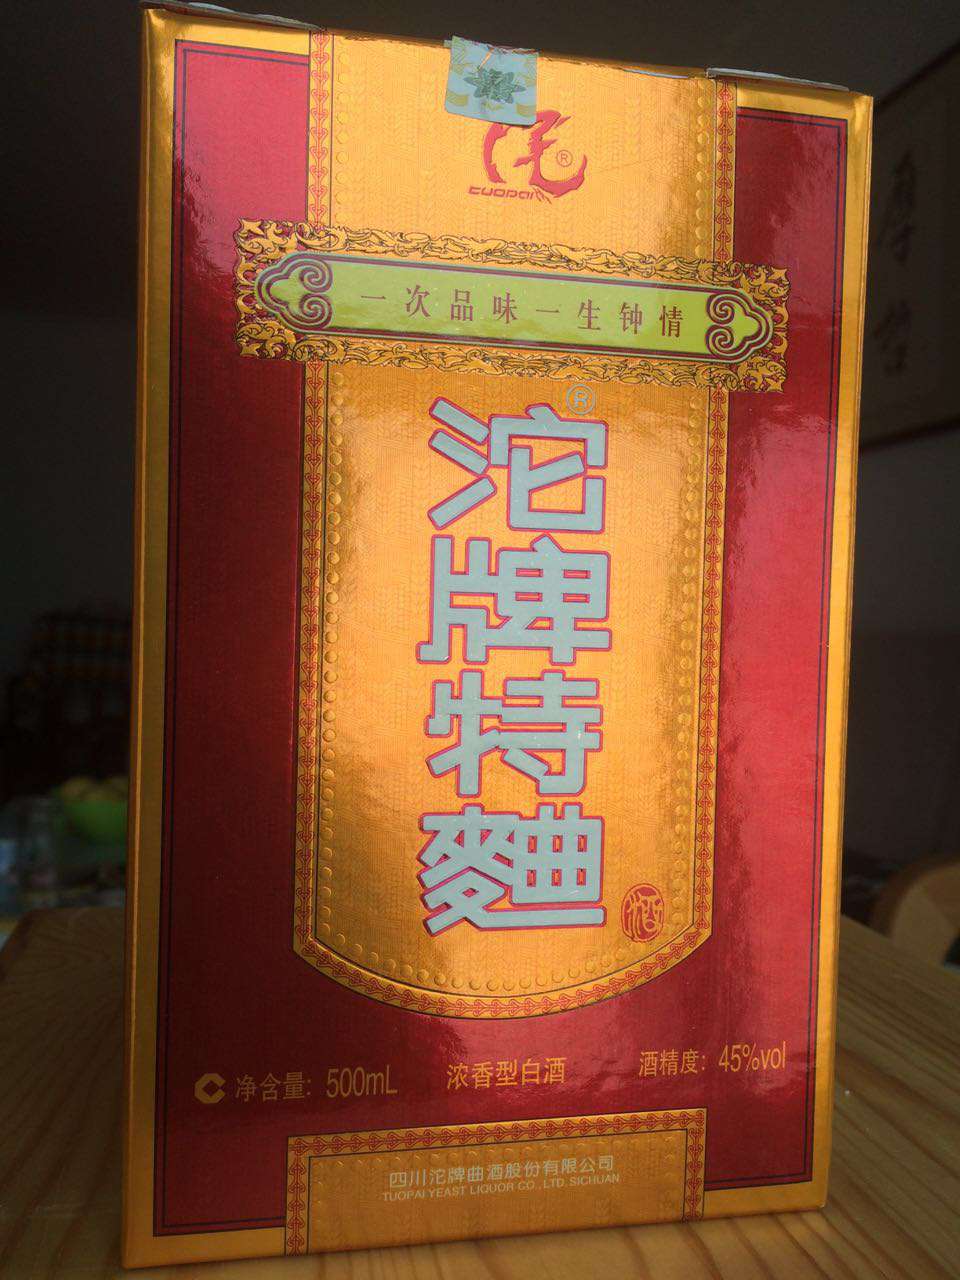 沱®
tuopai
一次品味一生钟情
®
沱牌特麯
酒
净含量: 500mL
浓香型白酒
酒精度: 45%vol
四川沱牌曲酒股份有限公司
TUOPAI YEAST LIQUOR CO., LTD. SICHUAN